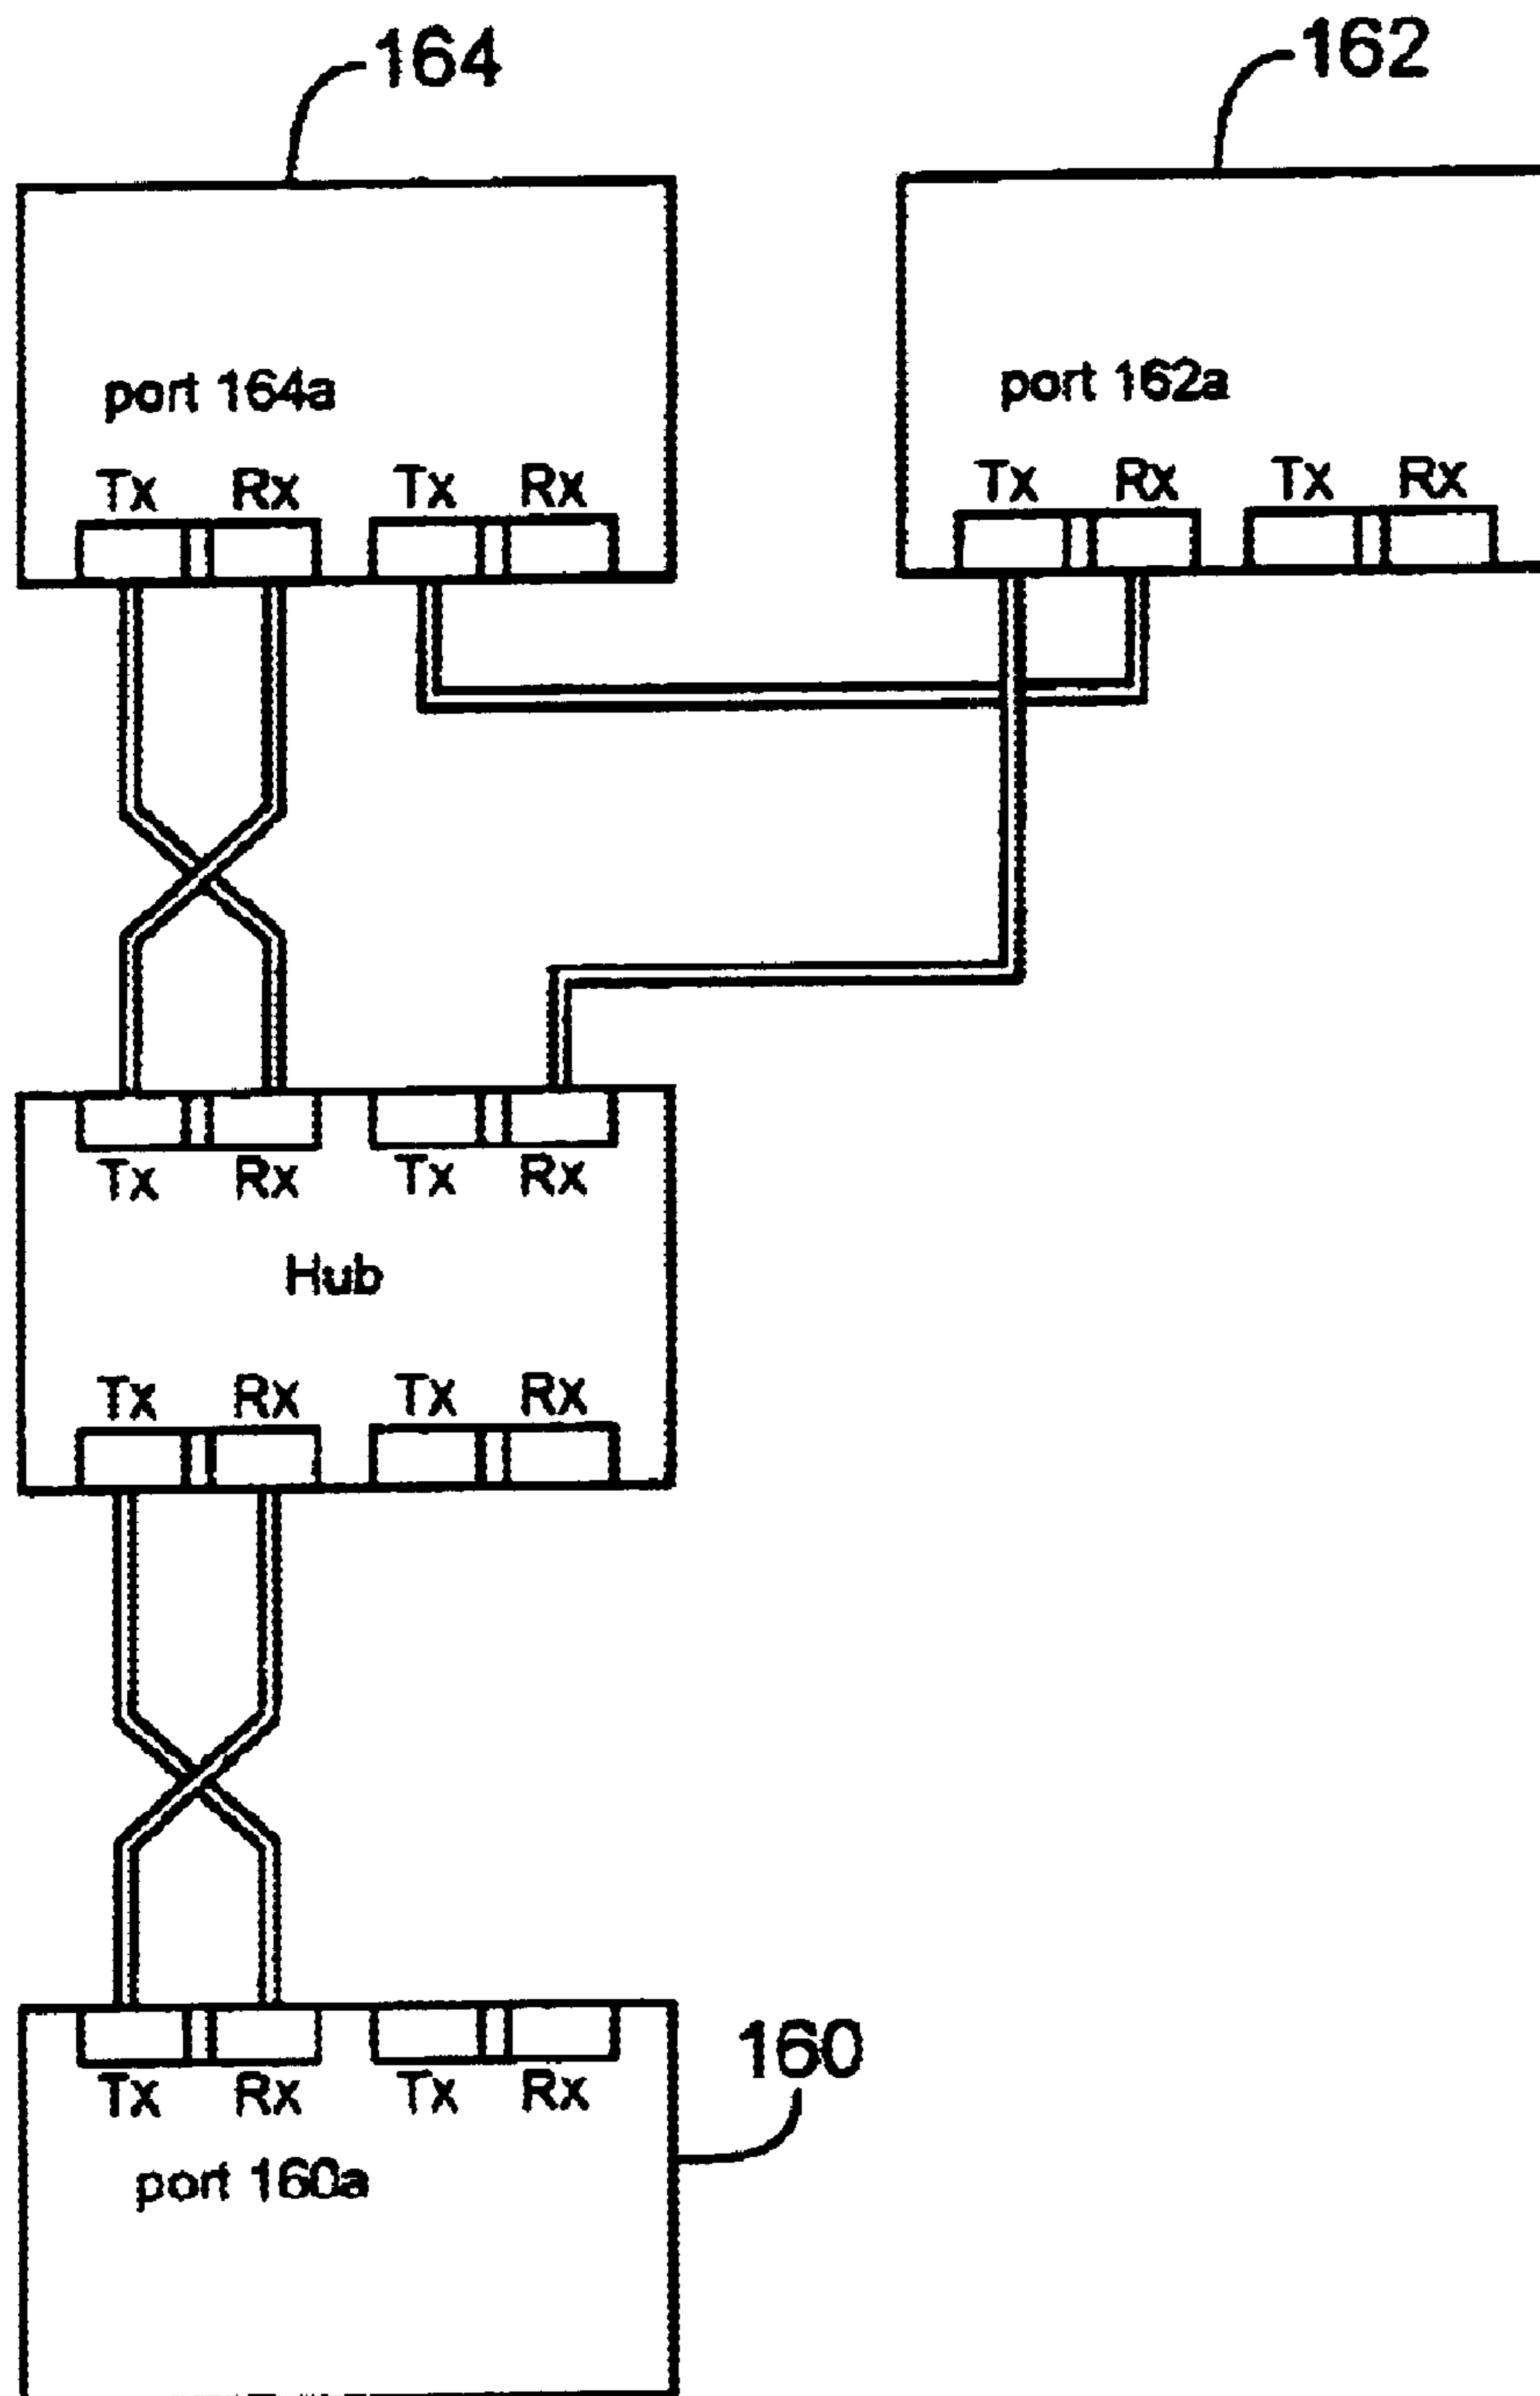 164
162
port 164a
port 162a
Tx Rx Tx Rx
Tx Rx Tx Rx
Tx Rx Tx Rx
Hub
Tx Rx Tx Rx
160
Tx Rx Tx Rx
port 160a